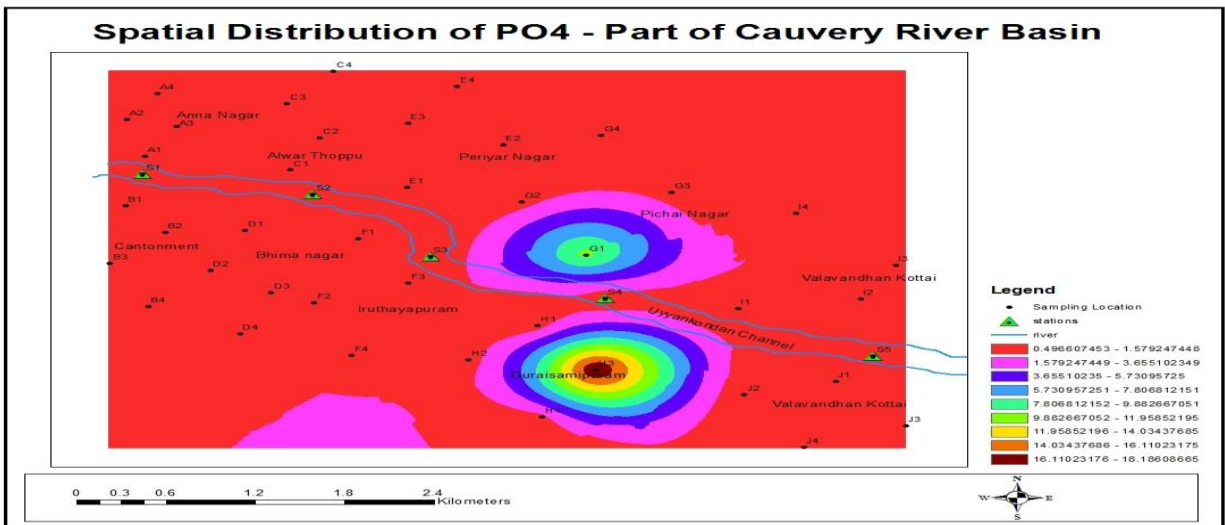 Spatial Distribution of PO4 - Part of Cauvery River Basin
C4
E4
A4
C3
A2
Anna Nagar
A3
E3
C2
G4
E2
A1
Alwar Thoppu
Periyar Nagar
C1
S1
S2
E1
G3
G2
B1
Pichai Nagar
I4
B2
D1
F1
Cantonment
Bhima nagar
S3
G1
B3
D2
I3
Valavandhan Kottai
F3
D3
F2
S4
I2
B4
Iruthayapuram
I1
Uyyankondan Channel
H1
D4
F4
H2
S5
H3
Duraisamipuram
J1
J2
Valavandhan Kottai
H4
J3
J4
Legend
Sampling Location
stations
river
0.496607453 - 1.579247448
1.579247449 - 3.655102349
3.65510235 - 5.73095725
5.730957251 - 7.806812151
7.806812152 - 9.882667051
9.882667052 - 11.95852195
11.95852196 - 14.03437685
14.03437686 - 16.11023175
16.11023176 - 18.18608665
0 0.3 0.6 1.2 1.8 2.4
Kilometers
N
W E
S